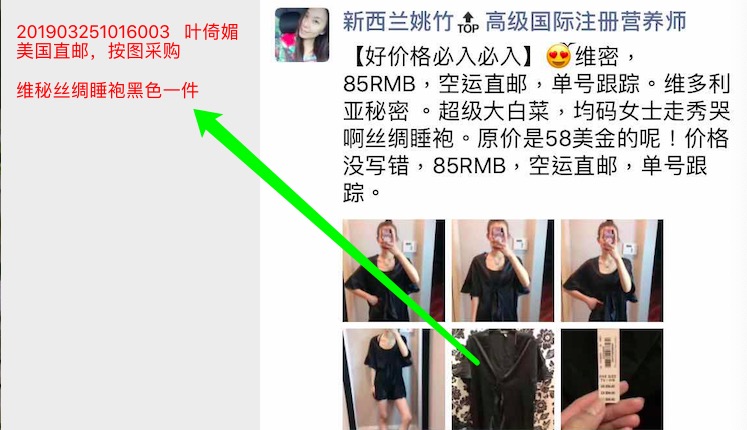 201903251016003 叶倚媚
美国直邮，按图采购
维秘丝绸睡袍黑色一件
新西兰姚竹🔝TOP 高级国际注册营养师
【好价格必入必入】😍维密，
85RMB，空运直邮，单号跟踪。维多利
亚秘密 。超级大白菜，均码女士走秀哭
啊丝绸睡袍。原价是58美金的呢！价格
没写错，85RMB，空运直邮，单号跟
踪。